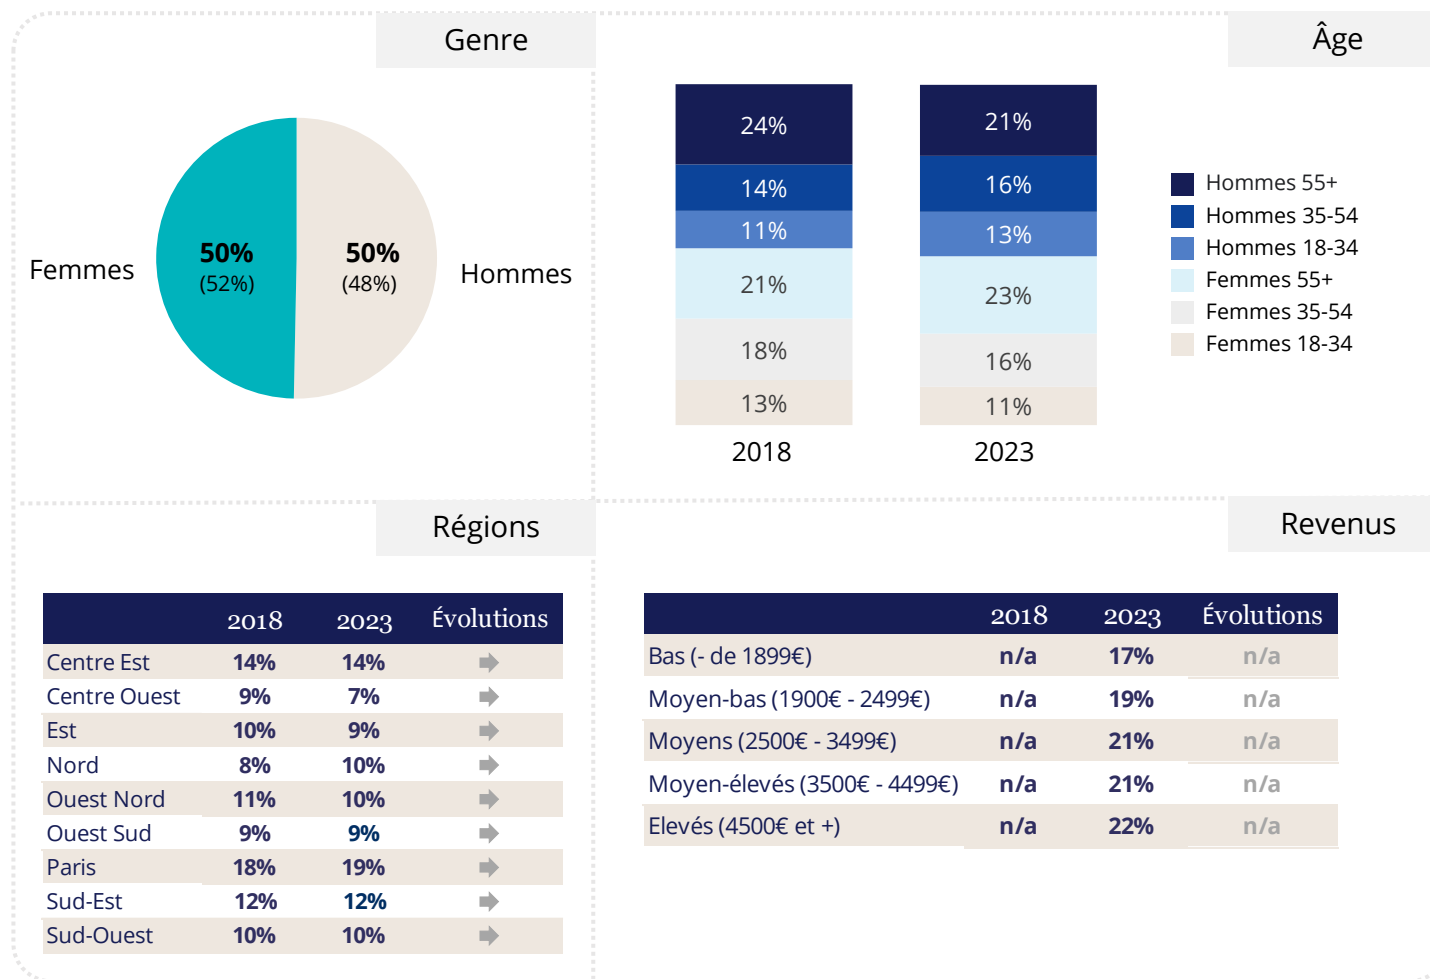 Genre
Femmes
50%
(52%)
50%
(48%)
Hommes
Âge
24%
14%
11%
21%
18%
13%
2018
21%
16%
13%
23%
16%
11%
2023
Hommes 55+
Hommes 35-54
Hommes 18-34
Femmes 55+
Femmes 35-54
Femmes 18-34
Régions
2018 2023 Évolutions
Centre Est 14% 14%
Centre Ouest 9% 7%
Est 10% 9%
Nord 8% 10%
Ouest Nord 11% 10%
Ouest Sud 9% 9%
Paris 18% 19%
Sud-Est 12% 12%
Sud-Ouest 10% 10%
Revenus
2018 2023 Évolutions
Bas (- de 1899€) n/a 17% n/a
Moyen-bas (1900€ - 2499€) n/a 19% n/a
Moyens (2500€ - 3499€) n/a 21% n/a
Moyen-élevés (3500€ - 4499€) n/a 21% n/a
Elevés (4500€ et +) n/a 22% n/a